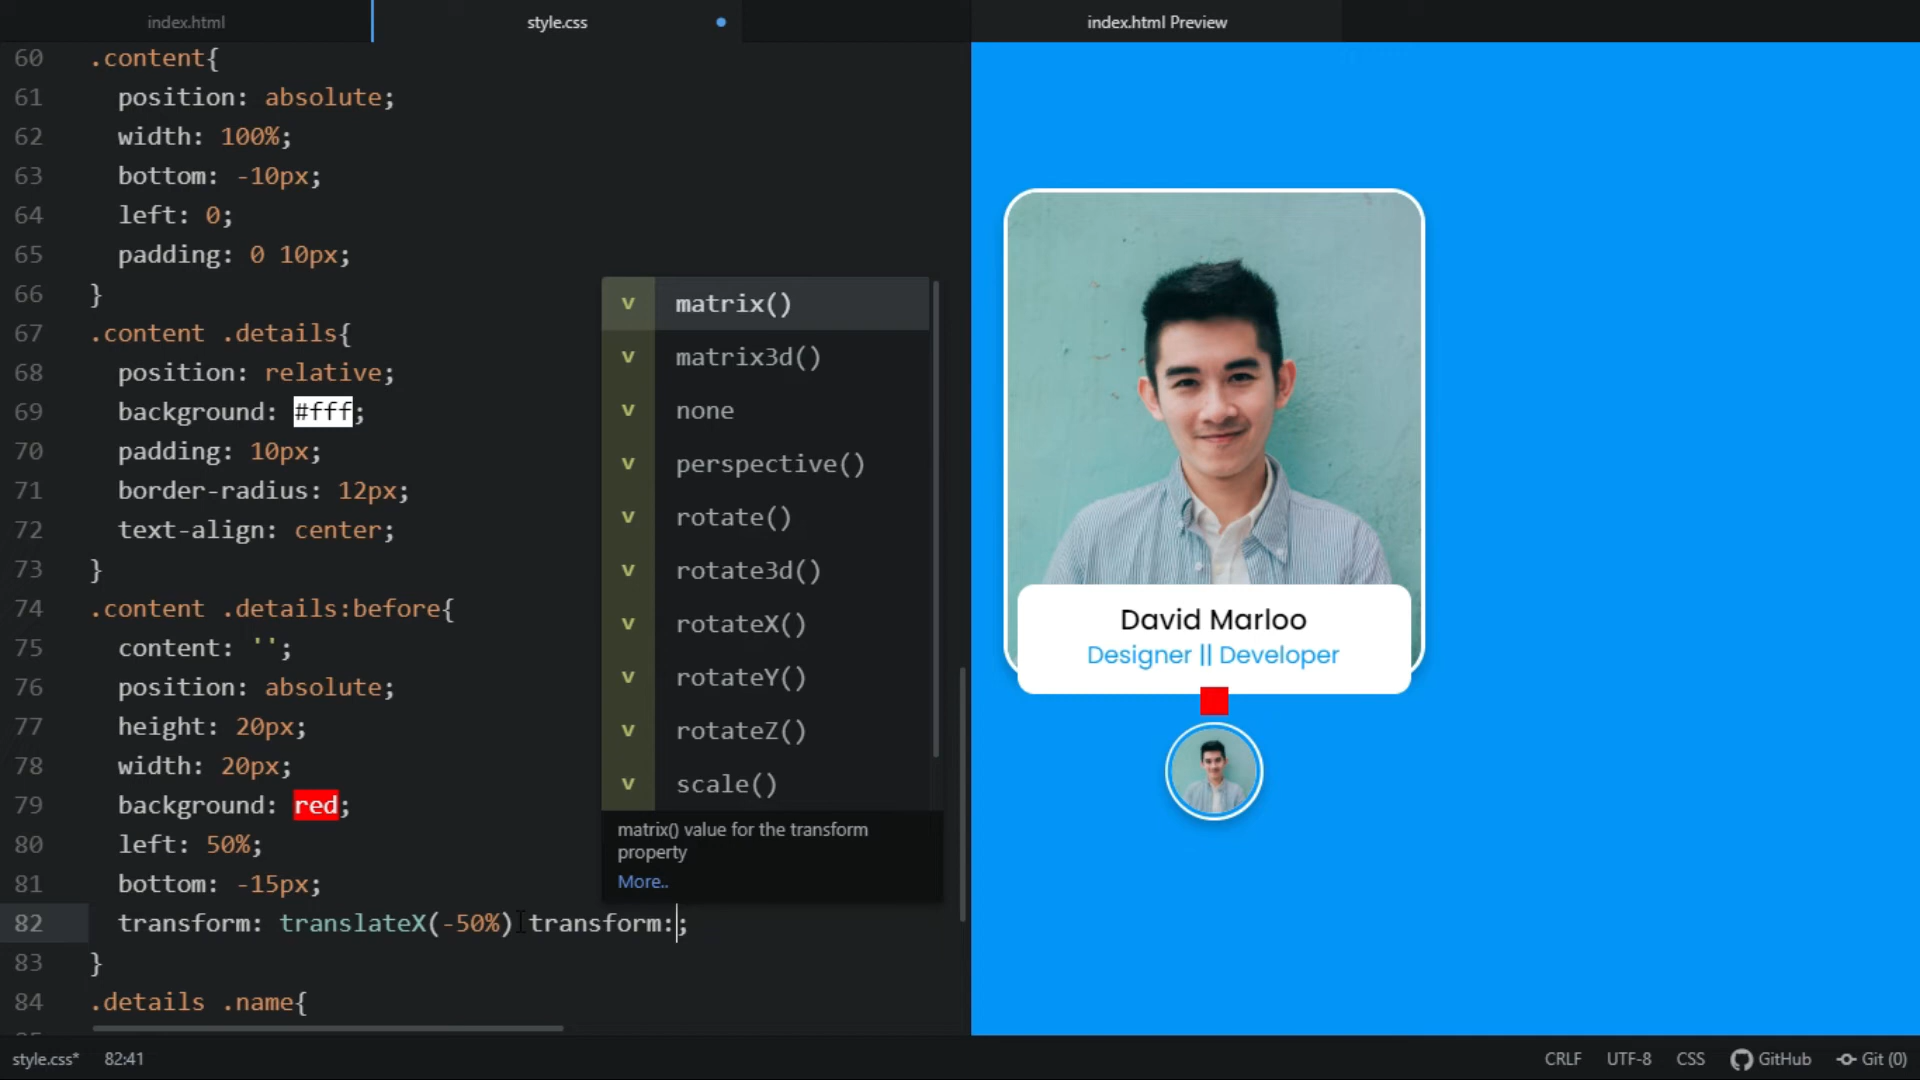 index.html
style.css
index.html Preview
60 .content{
61 position: absolute;
62 width: 100%;
63 bottom: -10px;
64 left: 0;
65 padding: 0 10px;
66 }
67 .content .details{
68 position: relative;
69 background: #fff;
70 padding: 10px;
71 border-radius: 12px;
72 text-align: center;
73 }
74 .content .details:before{
75 content: '';
76 position: absolute;
77 height: 20px;
78 width: 20px;
79 background: red;
80 left: 50%;
81 bottom: -15px;
82 transform: translateX(-50%) transform:;
83 }
84 .details .name{
v matrix()
v matrix3d()
v none
v perspective()
v rotate()
v rotate3d()
v rotateX()
v rotateY()
v rotateZ()
v scale()
matrix() value for the transform
property
More..
David Marloo
Designer || Developer
style.css* 82:41
CRLF UTF-8 CSS GitHub Git (0)